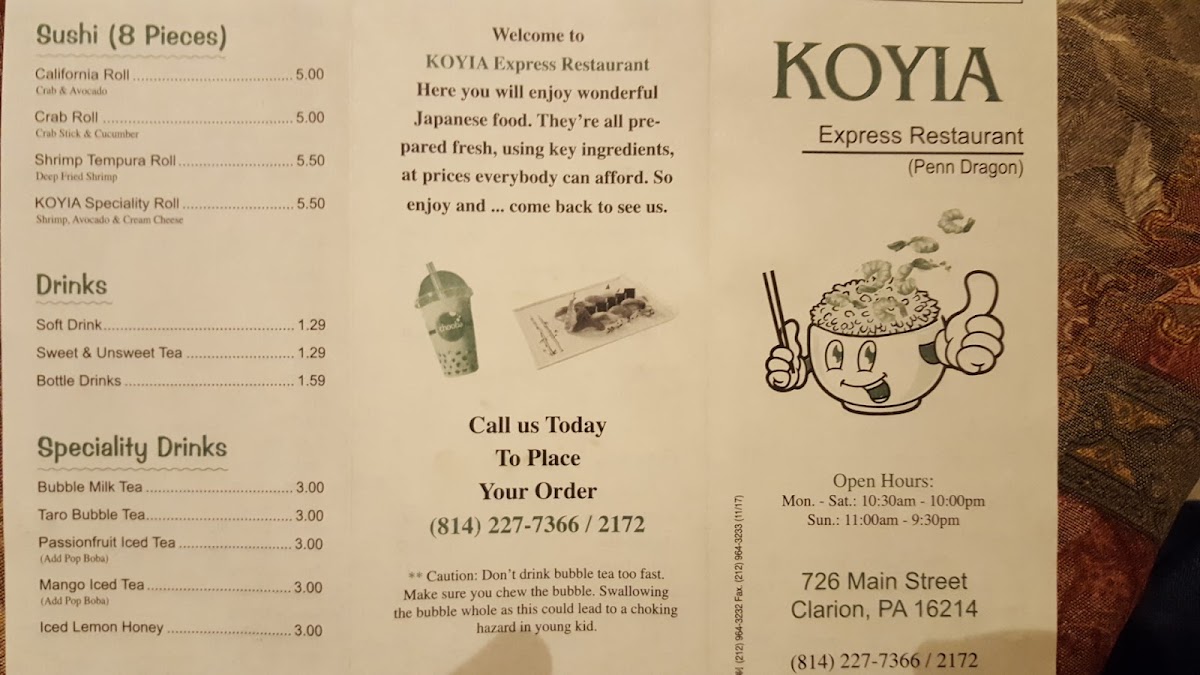 Sushi (8 Pieces)
California Roll 5.00
Crab & Avocado
Crab Roll 5.00
Crab Stick & Cucumber
Shrimp Tempura Roll 5.50
Deep Fried Shrimp
KOYIA Speciality Roll 5.50
Shrimp, Avocado & Cream Cheese
Drinks
Soft Drink 1.29
Sweet & Unsweet Tea 1.29
Bottle Drinks 1.59
Speciality Drinks
Bubble Milk Tea 3.00
Taro Bubble Tea 3.00
Passionfruit Iced Tea 3.00
(Add Pop Boba)
Mango Iced Tea 3.00
(Add Pop Boba)
Iced Lemon Honey 3.00
Welcome to
KOYIA Express Restaurant
Here you will enjoy wonderful
Japanese food. They're all pre-
pared fresh, using key ingredients,
at prices everybody can afford. So
enjoy and ... come back to see us.
Call us Today
To Place
Your Order
(814) 227-7366 / 2172
** Caution: Don't drink bubble tea too fast.
Make sure you chew the bubble. Swallowing
the bubble whole as this could lead to a choking
hazard in young kid.
(212) 964-3232 Fax. (212) 964-3233 (11/17)
KOYIA
Express Restaurant
(Penn Dragon)
Open Hours:
Mon. - Sat.: 10:30am - 10:00pm
Sun.: 11:00am - 9:30pm
726 Main Street
Clarion, PA 16214
(814) 227-7366 / 2172